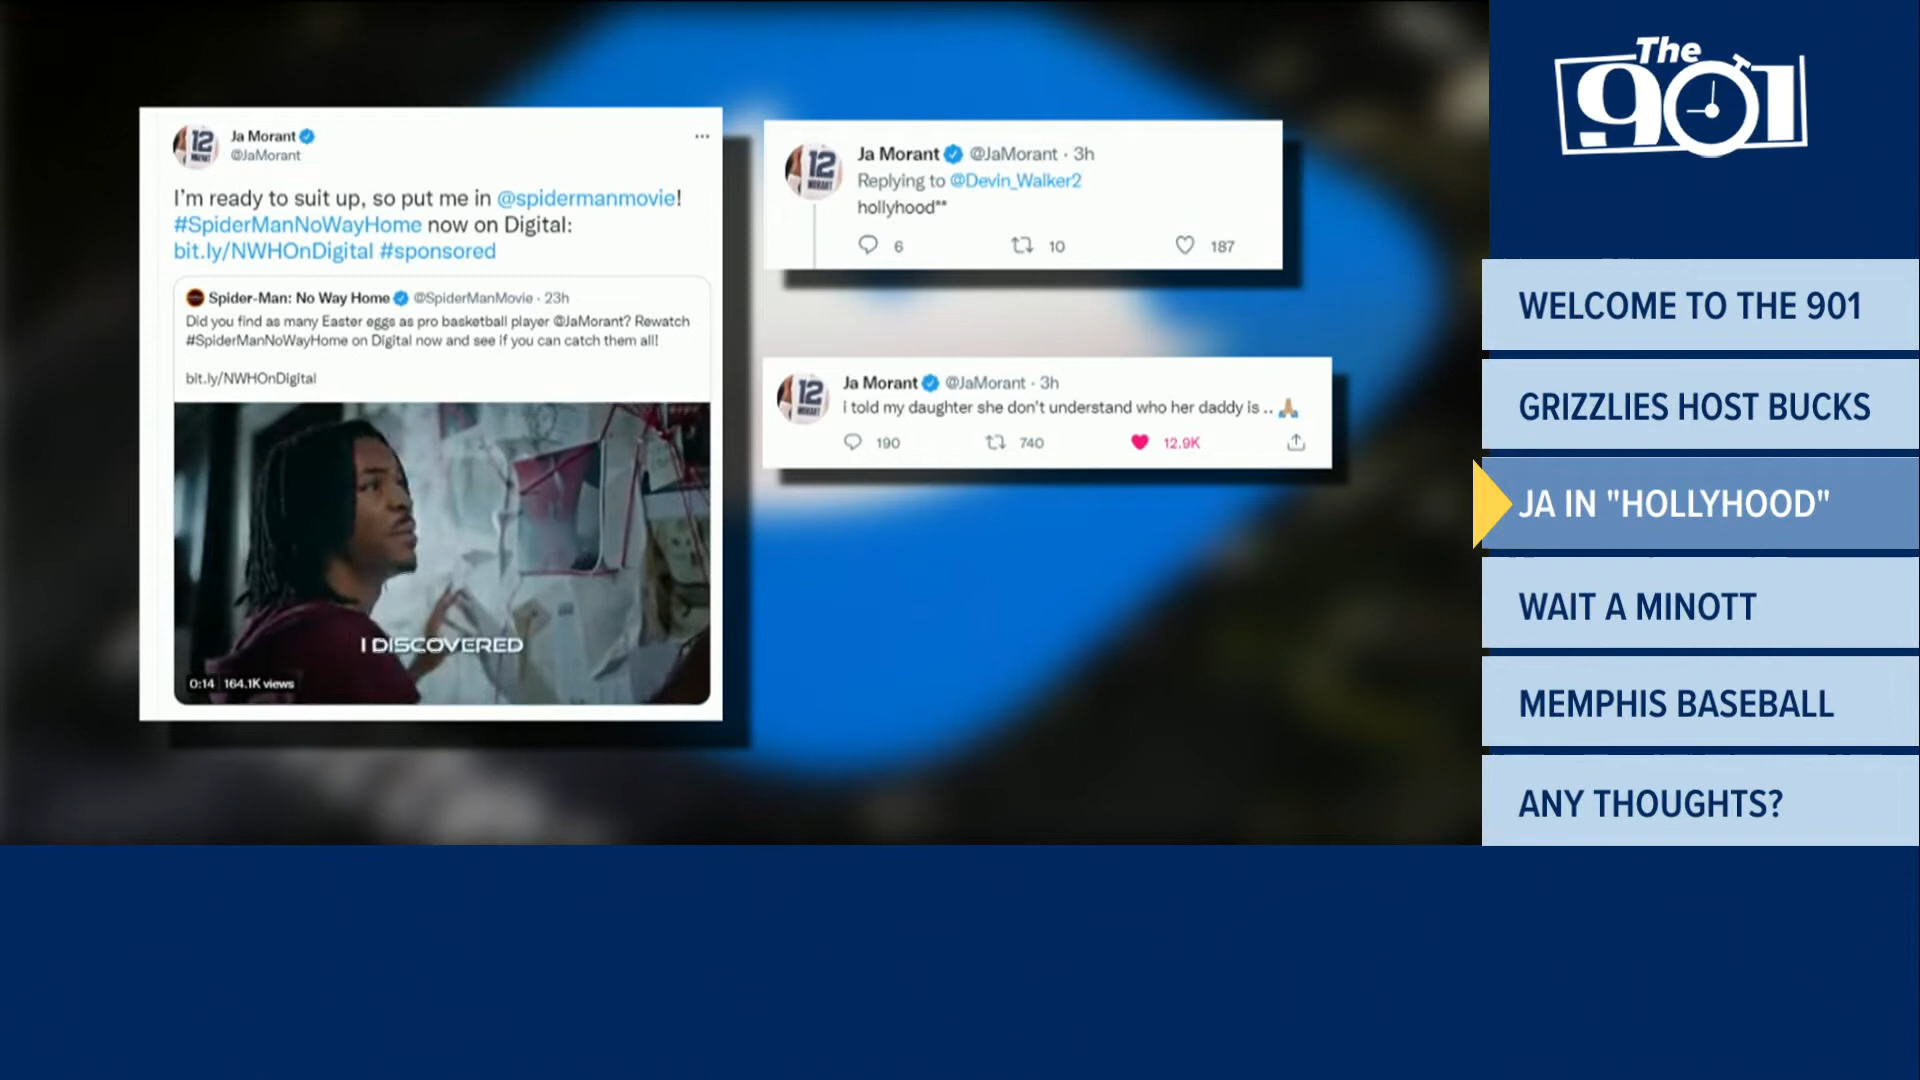 Ja Morant
@JaMorant
I'm ready to suit up, so put me in @spidermanmovie!
#SpiderManNoWayHome now on Digital:
bit.ly/NWHOnDigital #sponsored
Spider-Man: No Way Home @SpiderManMovie · 23h
Did you find as many Easter eggs as pro basketball player @JaMorant? Rewatch
#SpiderManNoWayHome on Digital now and see if you can catch them all!
bit.ly/NWHOnDigital
I DISCOVERED
0:14 164.1K views
12
MORANT
Ja Morant @JaMorant · 3h
Replying to @Devin_Walker2
hollyhood**
6 10 187
12
MORANT
Ja Morant @JaMorant · 3h
i told my daughter she don't understand who her daddy is .. 🙏🏽
190 740 12.9K
The
901
WELCOME TO THE 901
GRIZZLIES HOST BUCKS
JA IN "HOLLYHOOD"
WAIT A MINOTT
MEMPHIS BASEBALL
ANY THOUGHTS?